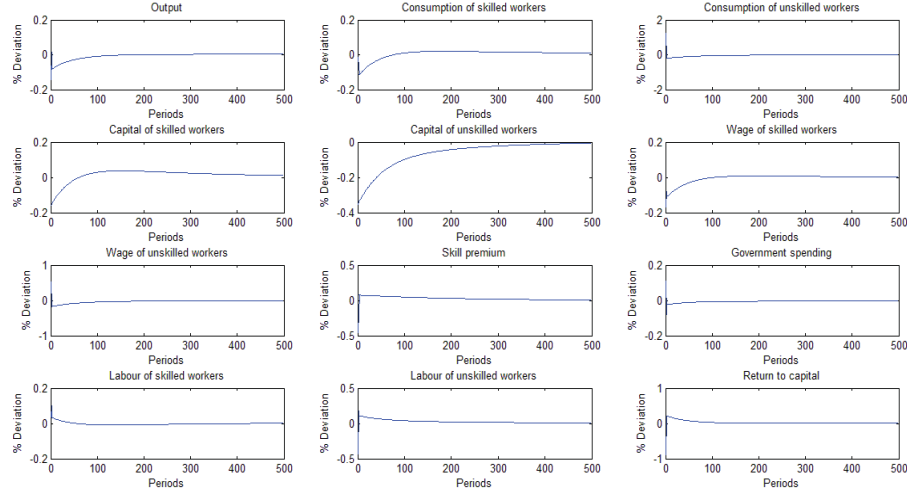 Output
Consumption of skilled workers
Consumption of unskilled workers
% Deviation
0.2
0
-0.2
0 100 200 300 400 500
Periods
% Deviation
0.2
0
-0.2
0 100 200 300 400 500
Periods
% Deviation
2
0
-2
0 100 200 300 400 500
Periods
Capital of skilled workers
Capital of unskilled workers
Wage of skilled workers
% Deviation
0.2
0
-0.2
0 100 200 300 400 500
Periods
% Deviation
0
-0.2
-0.4
0 100 200 300 400 500
Periods
% Deviation
0.2
0
-0.2
0 100 200 300 400 500
Periods
Wage of unskilled workers
Skill premium
Government spending
% Deviation
1
0
-1
0 100 200 300 400 500
Periods
% Deviation
0.5
0
-0.5
0 100 200 300 400 500
Periods
% Deviation
0.2
0
-0.2
0 100 200 300 400 500
Periods
Labour of skilled workers
Labour of unskilled workers
Return to capital
% Deviation
0.2
0
-0.2
0 100 200 300 400 500
Periods
% Deviation
0.5
0
-0.5
0 100 200 300 400 500
Periods
% Deviation
1
0
-1
0 100 200 300 400 500
Periods